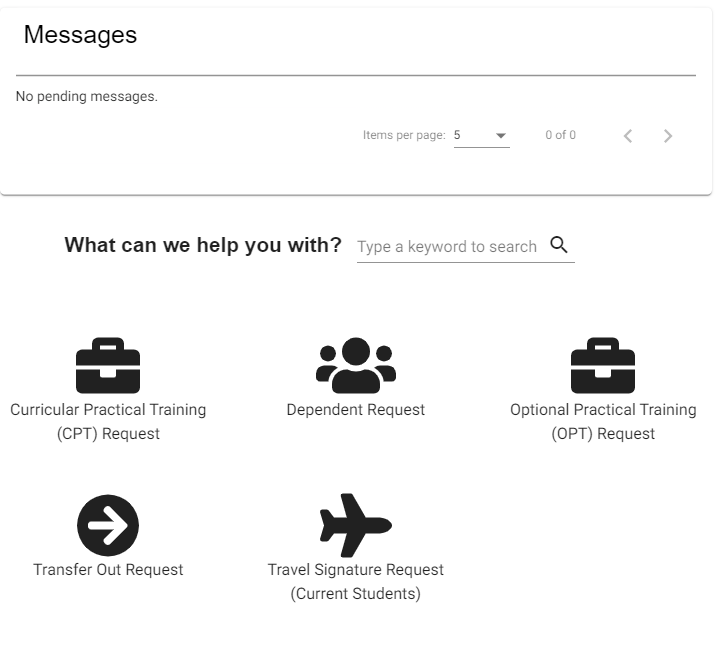 Messages
No pending messages.
Items per page: 5 0 of 0
What can we help you with? Type a keyword to search
Curricular Practical Training
(CPT) Request
Dependent Request
Optional Practical Training
(OPT) Request
Transfer Out Request
Travel Signature Request
(Current Students)